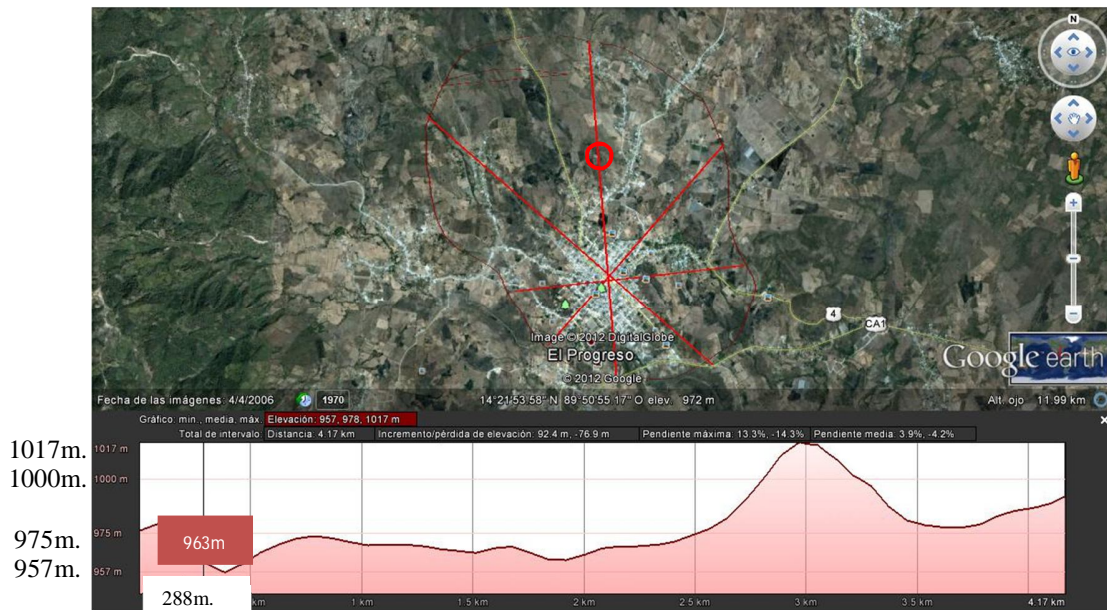 N
4
CA1
Image © 2012 DigitalGlobe
El Progreso
© 2012 Google
Google earth
Fecha de las imágenes: 4/4/2006 1970 14°21'53.58" N 89°50'55.17" O elev. 972 m Alt. ojo 11.99 km
Gráfico: min., media, máx. Elevación: 957, 978, 1017 m
Total de intervalo: Distancia: 4.17 km Incremento/pérdida de elevación: 92.4 m, -76.9 m Pendiente máxima: 13.3%, -14.3% Pendiente media: 3.9%, -4.2%
1017m. 1017 m
1000m. 1000 m
975m. 975 m
963m
957m. 957 m
288m. km 1 km 1.5 km 2 km 2.5 km 3 km 3.5 km 4.17 km